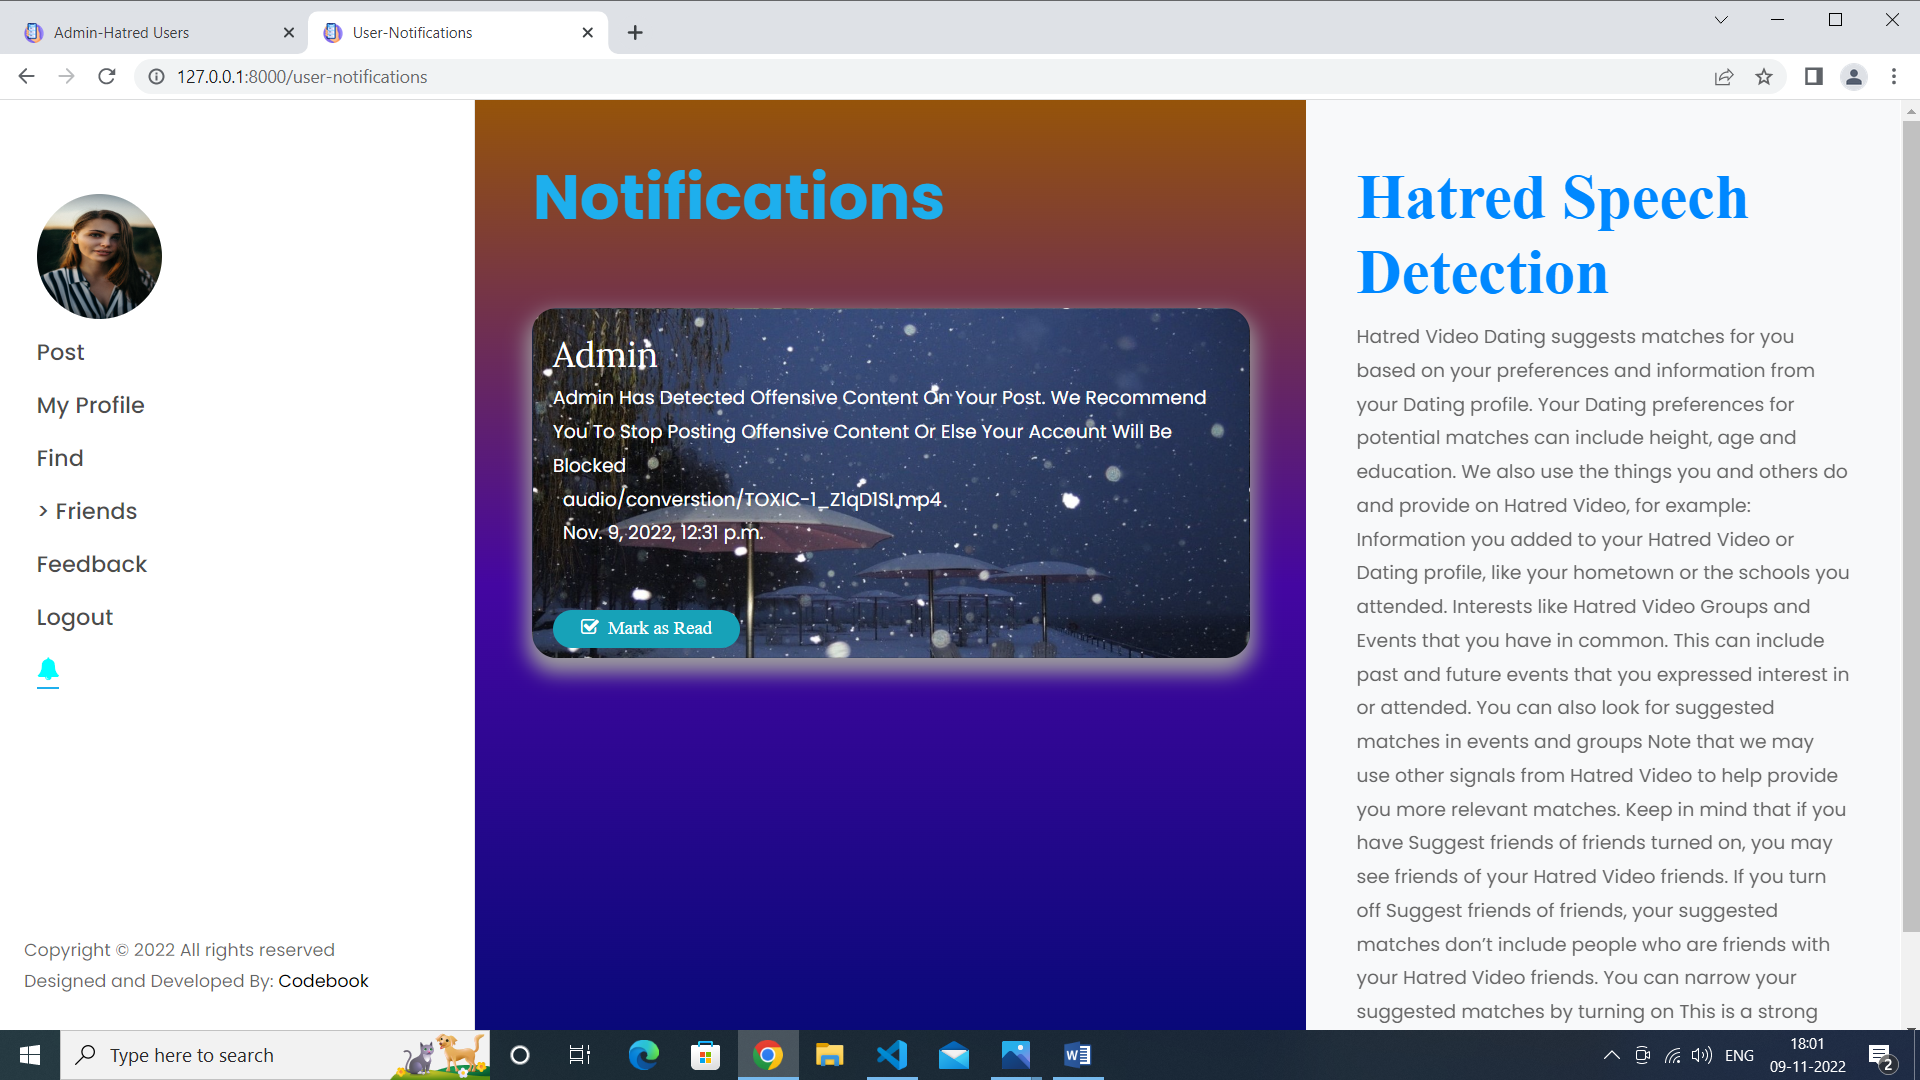 Admin-Hatred Users
User-Notifications
127.0.0.1:8000/user-notifications
Post
My Profile
Find
> Friends
Feedback
Logout
Copyright © 2022 All rights reserved
Designed and Developed By: Codebook
Notifications
Admin
Admin Has Detected Offensive Content On Your Post. We Recommend
You To Stop Posting Offensive Content Or Else Your Account Will Be
Blocked
audio/converstion/TOXIC-1_Z1qD1SI.mp4
Nov. 9, 2022, 12:31 p.m.
Mark as Read
Hatred Speech
Detection
Hatred Video Dating suggests matches for you
based on your preferences and information from
your Dating profile. Your Dating preferences for
potential matches can include height, age and
education. We also use the things you and others do
and provide on Hatred Video, for example:
Information you added to your Hatred Video or
Dating profile, like your hometown or the schools you
attended. Interests like Hatred Video Groups and
Events that you have in common. This can include
past and future events that you expressed interest in
or attended. You can also look for suggested
matches in events and groups Note that we may
use other signals from Hatred Video to help provide
you more relevant matches. Keep in mind that if you
have Suggest friends of friends turned on, you may
see friends of your Hatred Video friends. If you turn
off Suggest friends of friends, your suggested
matches don’t include people who are friends with
your Hatred Video friends. You can narrow your
suggested matches by turning on This is a strong
Type here to search
ENG
18:01
09-11-2022
2